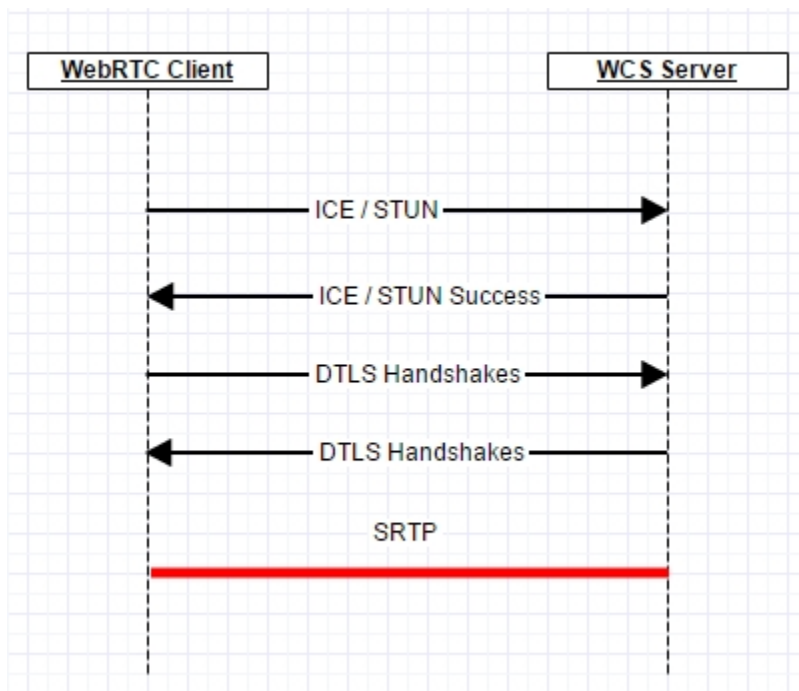 WebRTC Client
WCS Server
ICE / STUN
ICE / STUN Success
DTLS Handshakes
DTLS Handshakes
SRTP